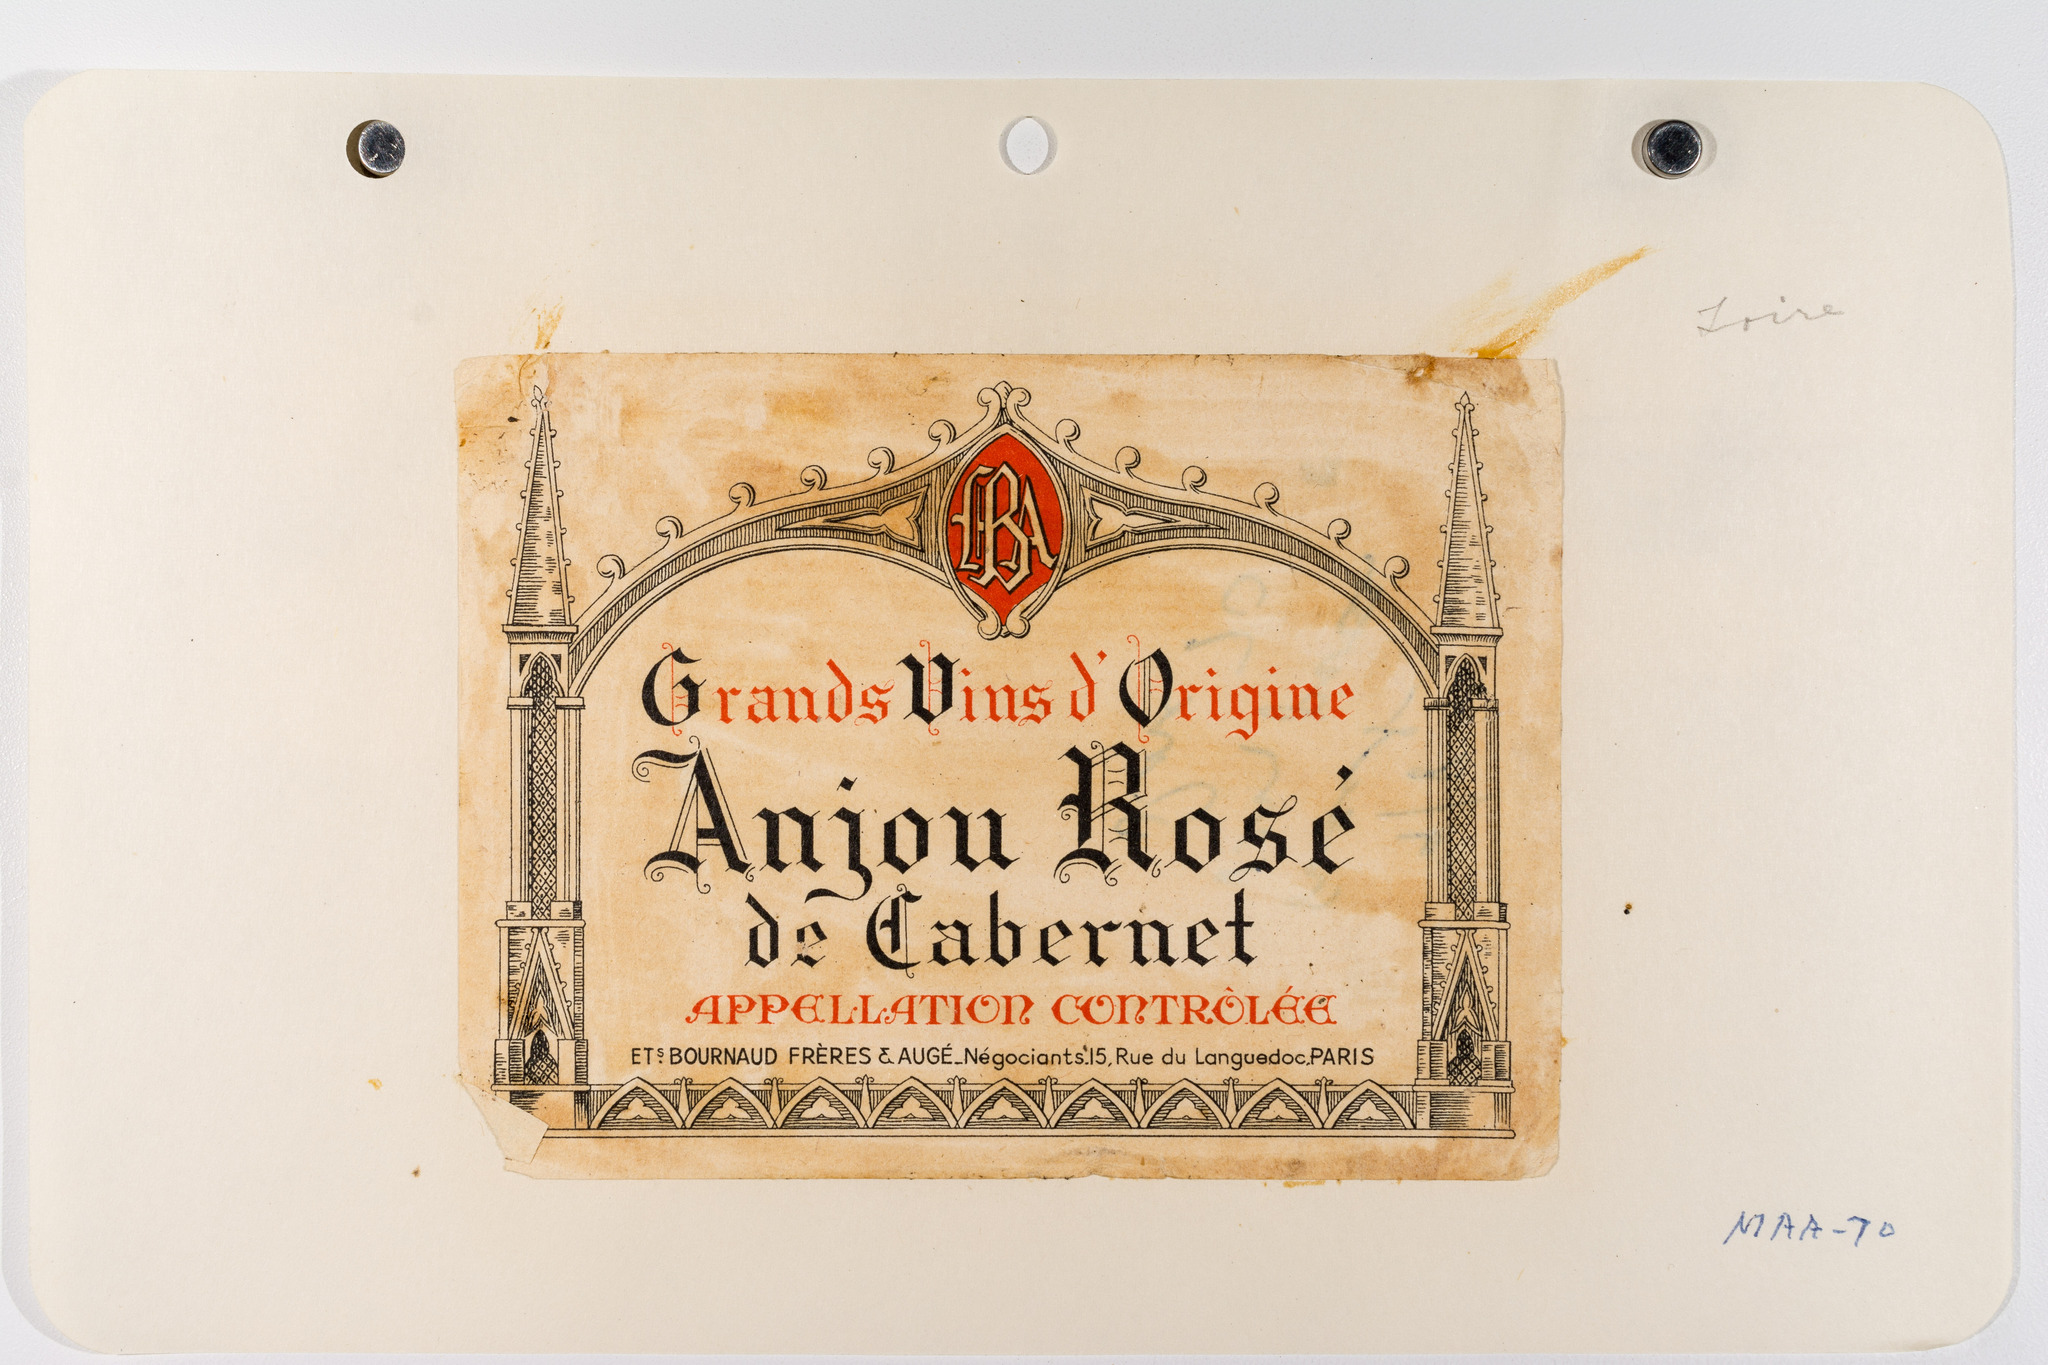 Loire
EBA
Grands Vins d'Origine
Anjou Rosé
de Cabernet
APPELLATION CONTRÔLÉE
ETS BOURNAUD FRÈRES & AUGÉ_Négociants.15, Rue du Languedoc.PARIS
MAA-70